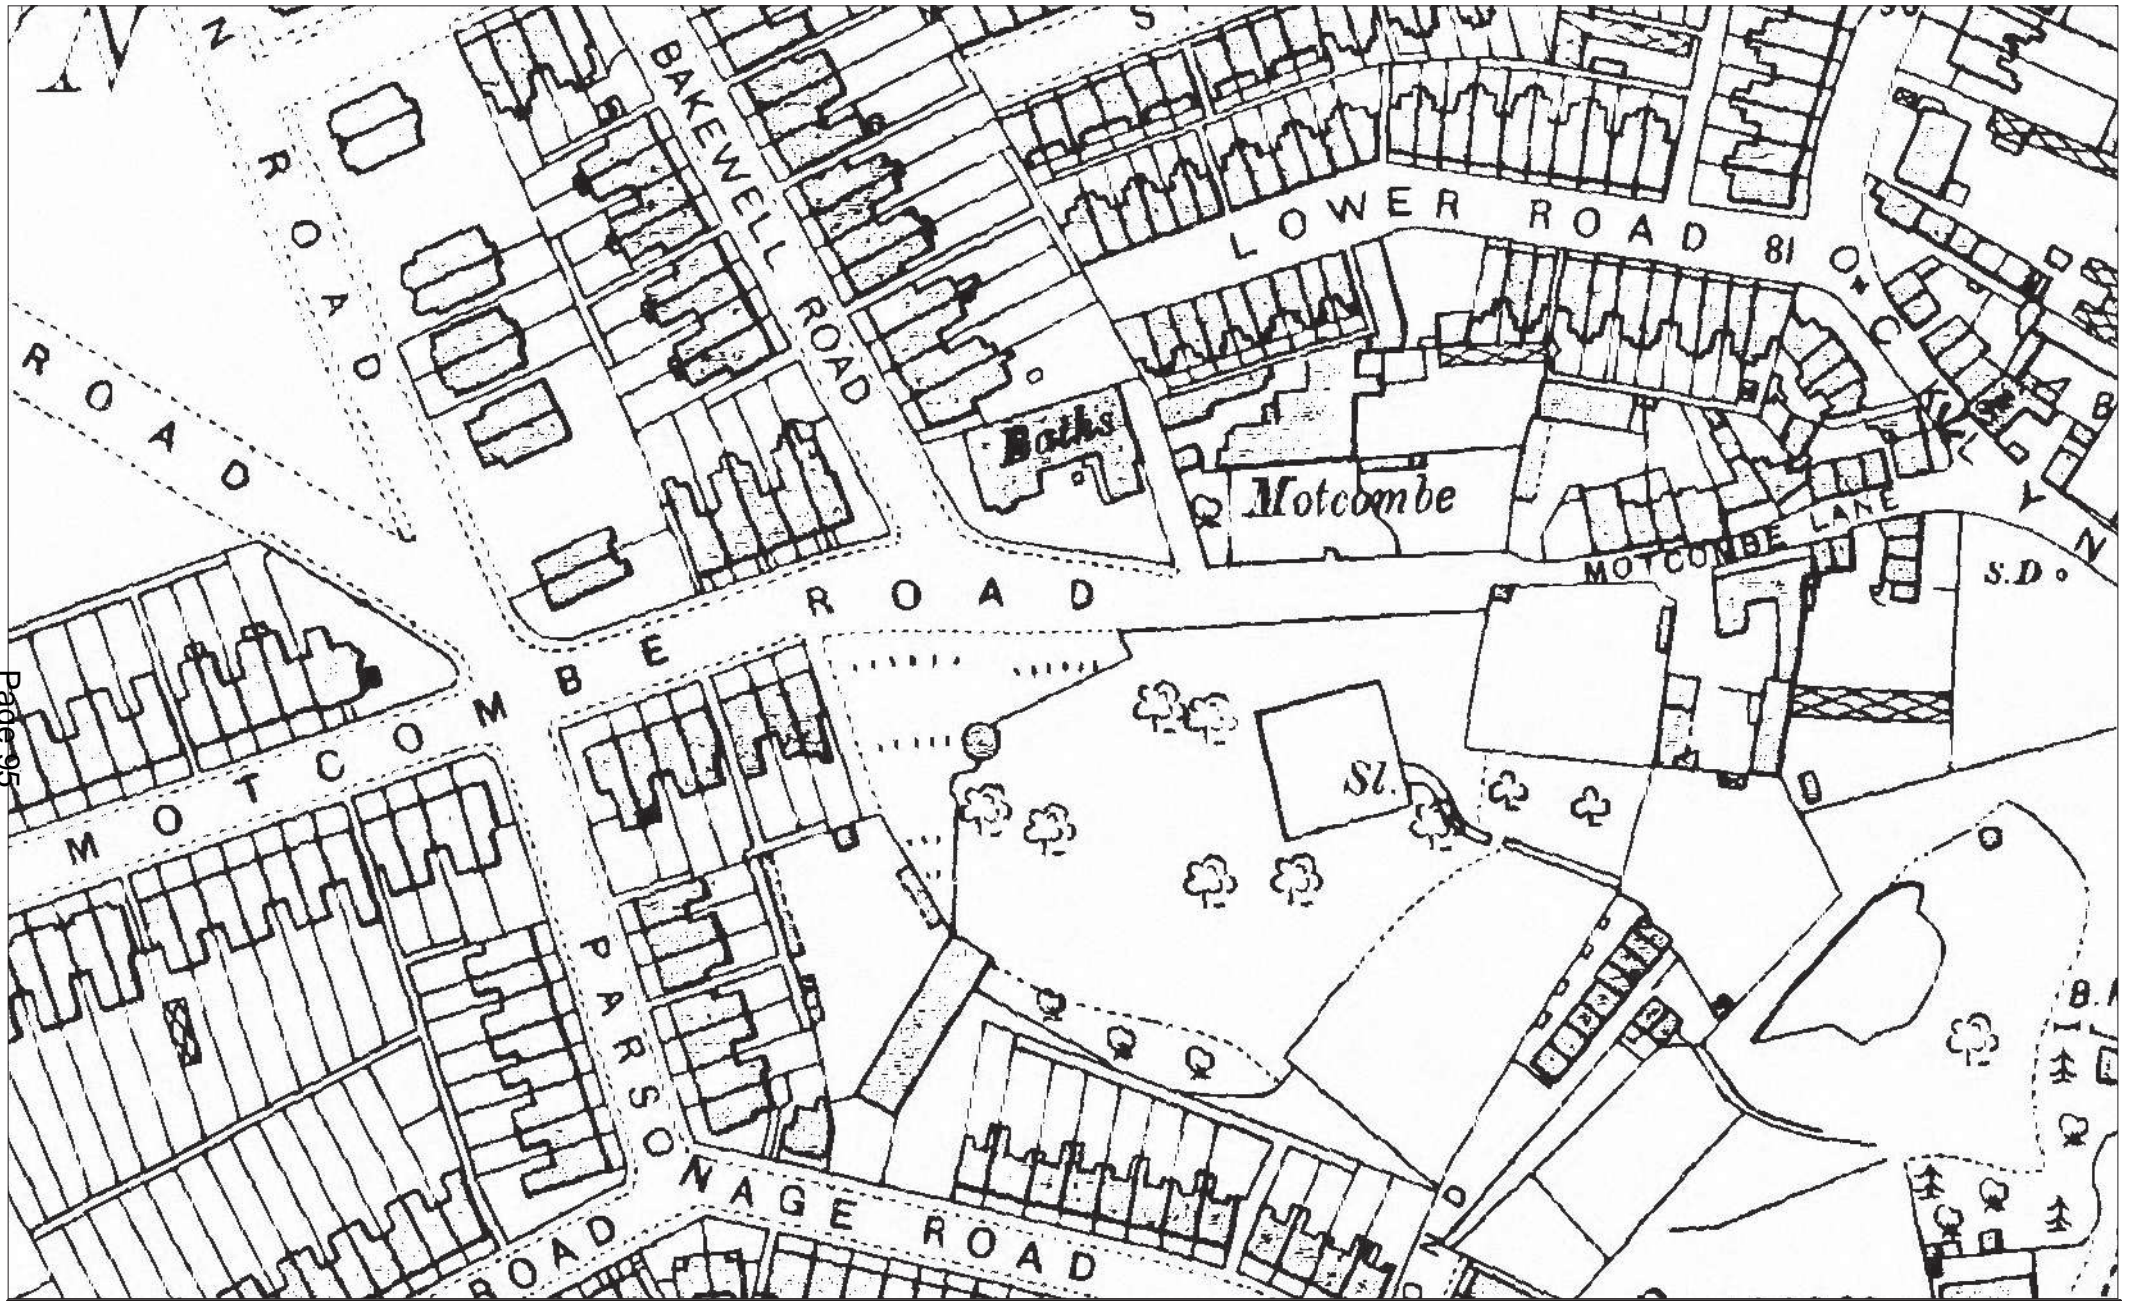 N
ROAD
BAKEWELL ROAD
S
LOWER ROAD
81
ROAD
Baths
Motcombe
MOTCOMBE LANE
S.D
MOTCOMBE ROAD
Sl.
Page 95
PARSONAGE ROAD
ROAD